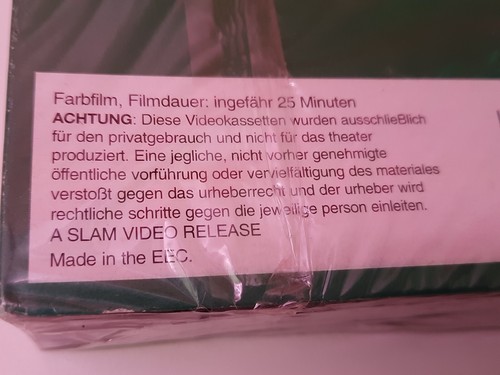 Farbfilm, Filmdauer: ingefähr 25 Minuten
ACHTUNG: Diese Videokassetten wurden ausschließlich
für den privatgebrauch und nicht für das theater
produziert. Eine jegliche, nicht vorher genehmigte
öffentliche vorführung oder vervielfältigung des materiales
verstoßt gegen das urheberrecht und der urheber wird
rechtliche schritte gegen die jeweilige person einleiten.
A SLAM VIDEO RELEASE
Made in the EEC.